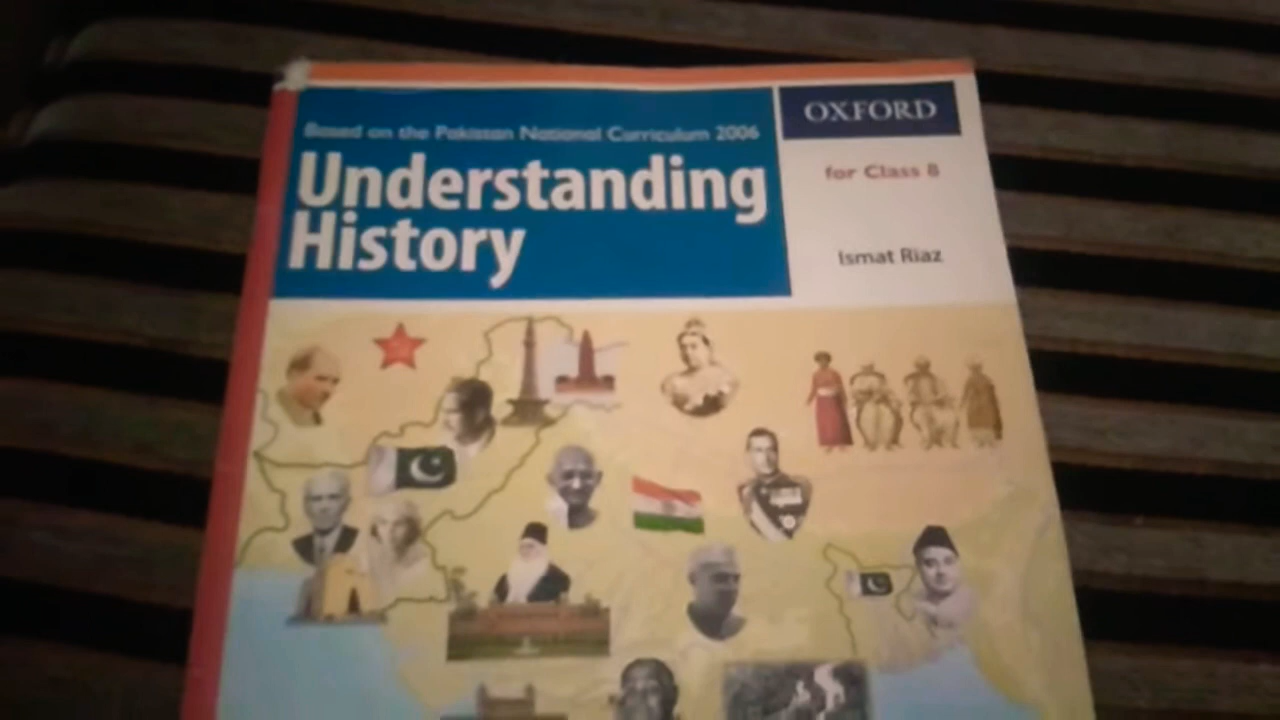 Based on the Pakistan National Curriculum 2006
Understanding
History
OXFORD
for Class 8
Ismat Riaz